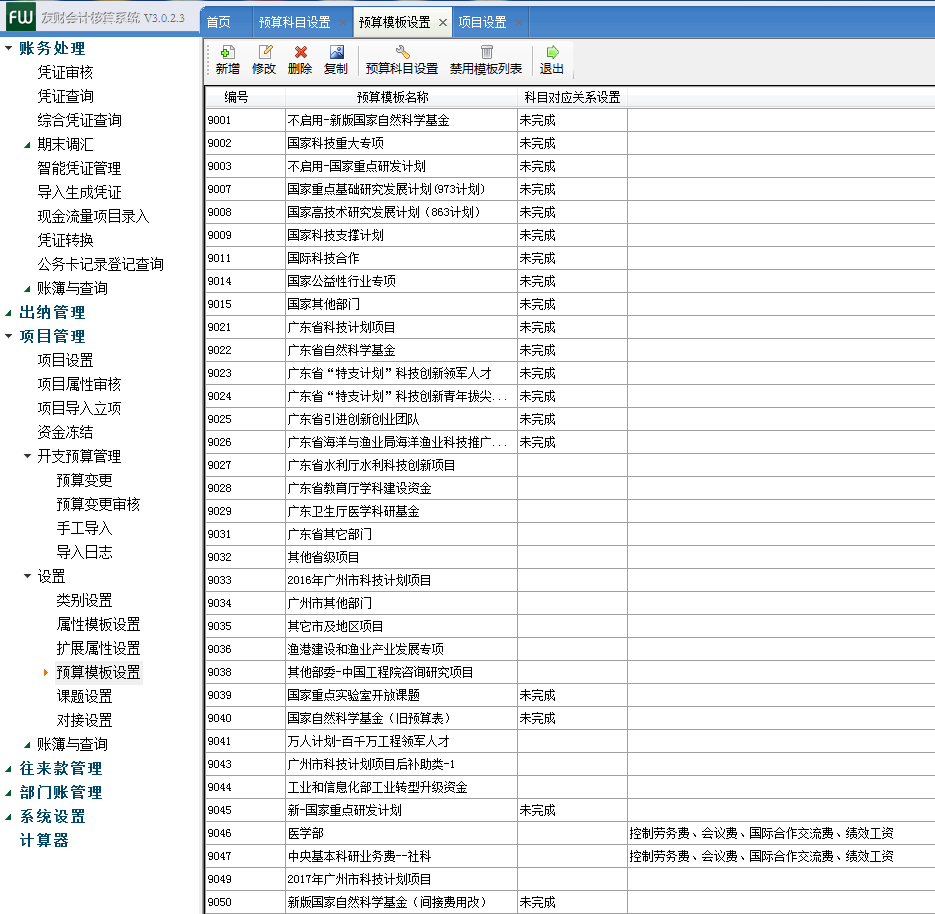 FW 友财会计核算系统 V3.0.2.3
首页 预算科目设置 × 预算模板设置 × 项目设置 ×
新增 修改 删除 复制 预算科目设置 禁用模板列表 退出
账务处理
凭证审核
凭证查询
综合凭证查询
期末调汇
智能凭证管理
导入生成凭证
现金流量项目录入
凭证转换
公务卡记录登记查询
账簿与查询
出纳管理
项目管理
项目设置
项目属性审核
项目导入立项
资金冻结
开支预算管理
预算变更
预算变更审核
手工导入
导入日志
设置
类别设置
属性模板设置
扩展属性设置
预算模板设置
课题设置
对接设置
账簿与查询
往来款管理
部门账管理
系统设置
计算器
编号 预算模板名称 科目对应关系设置
9001 不启用-新版国家自然科学基金 未完成
9002 国家科技重大专项 未完成
9003 不启用-国家重点研发计划 未完成
9007 国家重点基础研究发展计划(973计划) 未完成
9008 国家高技术研究发展计划（863计划） 未完成
9009 国家科技支撑计划 未完成
9011 国际科技合作 未完成
9014 国家公益性行业专项 未完成
9015 国家其他部门 未完成
9021 广东省科技计划项目 未完成
9022 广东省自然科学基金 未完成
9023 广东省“特支计划”科技创新领军人才 未完成
9024 广东省“特支计划”科技创新青年拔尖... 未完成
9025 广东省引进创新创业团队 未完成
9026 广东省海洋与渔业局海洋渔业科技推广... 未完成
9027 广东省水利厅水利科技创新项目
9028 广东省教育厅学科建设资金
9029 广东卫生厅医学科研基金
9031 广东省其它部门
9032 其他省级项目
9033 2016年广州市科技计划项目
9034 广州市其他部门
9035 其它市及地区项目
9036 渔港建设和渔业产业发展专项
9038 其他部委-中国工程院咨询研究项目
9039 国家重点实验室开放课题 未完成
9040 国家自然科学基金（旧预算表） 未完成
9041 万人计划-百千万工程领军人才
9043 广州市科技计划项目后补助类-1
9044 工业和信息化部工业转型升级资金
9045 新-国家重点研发计划 未完成
9046 医学部 控制劳务费、会议费、国际合作交流费、绩效工资
9047 中央基本科研业务费--社科 控制劳务费、会议费、国际合作交流费、绩效工资
9049 2017年广州市科技计划项目
9050 新版国家自然科学基金（间接费用改） 未完成